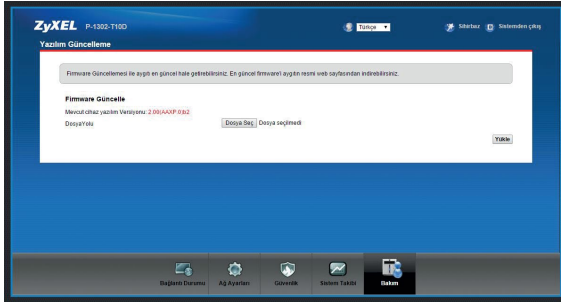 ZyXEL P-1302-T10D
Türkçe
Sihirbaz
Sistemden çıkış
Yazılım Güncelleme
Firmware Güncellemesi ile aygıtı en güncel hale getirebilirsiniz. En güncel firmware'i aygıtın resmi web sayfasından indirebilirsiniz.
Firmware Güncelle
Mevcut cihaz yazılım Versiyonu: 2.00(AAXP.0)b2
DosyaYolu
Dosya Seç Dosya seçilmedi
Yükle
Bağlantı Durumu
Ağ Ayarları
Güvenlik
Sistem Takibi
Bakım